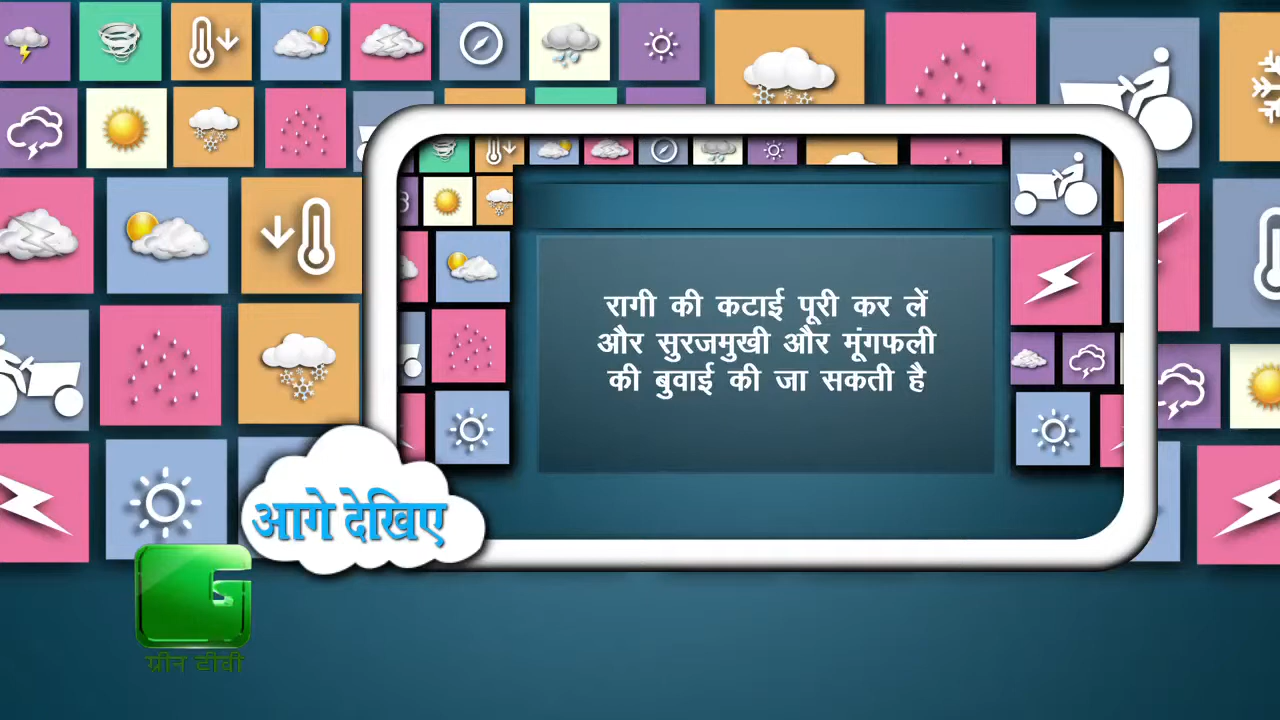 रागी की कटाई पूरी कर लें
और सुरजमुखी और मूंगफली
की बुवाई की जा सकती है
आगे देखिए
ग्रीन टीवी